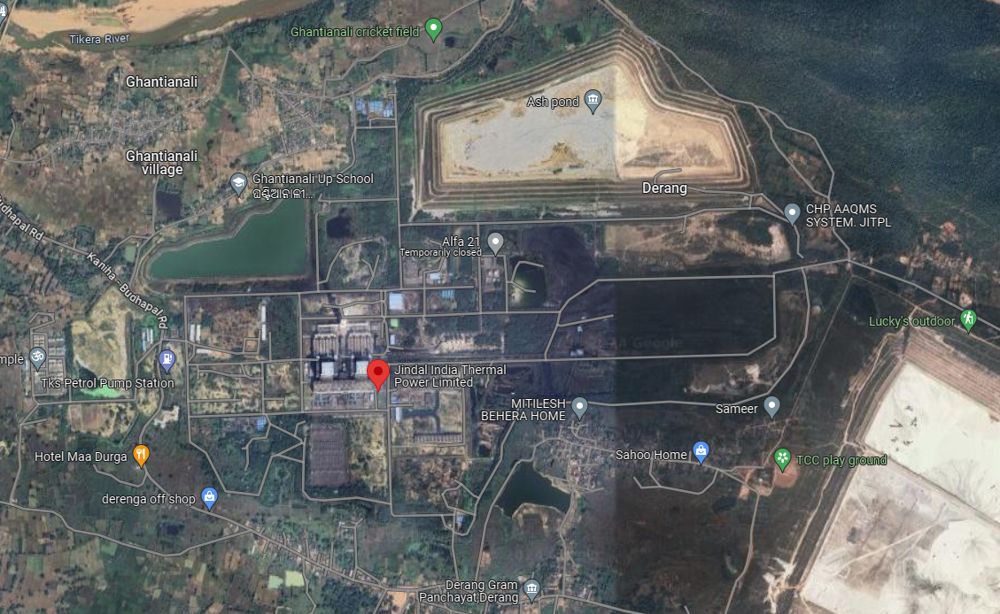 Tikera River
Ghantianali cricket field
Ghantianali
Ash pond
Ghantianali
village
Ghantianali Up School
Derang
CHP AAQMS
SYSTEM. JITPL
Budhapal Rd
Alfa 21
Temporarily closed
Kaniha - Budhapal Rd
Lucky's outdoor
mple
Jindal India Thermal
Power Limited
Tks Petrol Pump Station
MITILESH
BEHERA HOME
Sameer
Hotel Maa Durga
Sahoo Home
TCC play ground
derenga off shop
Derang Gram
Panchayat,Derang